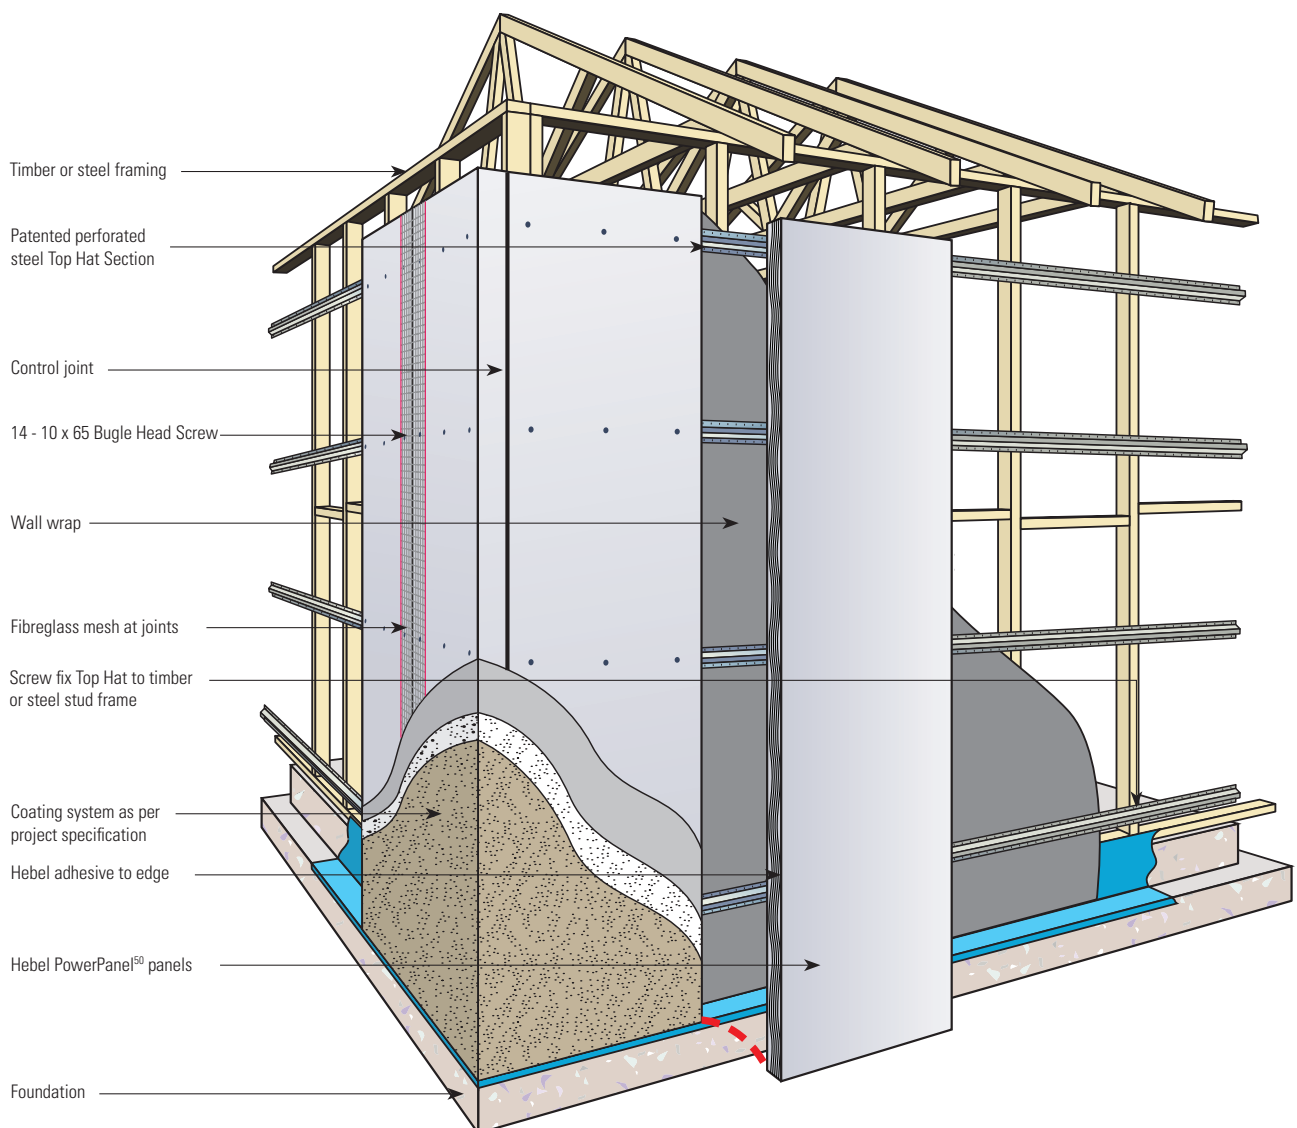 Timber or steel framing
Patented perforated
steel Top Hat Section
Control joint
14 - 10 x 65 Bugle Head Screw
Wall wrap
Fibreglass mesh at joints
Screw fix Top Hat to timber
or steel stud frame
Coating system as per
project specification
Hebel adhesive to edge
Hebel PowerPanel⁵⁰ panels
Foundation